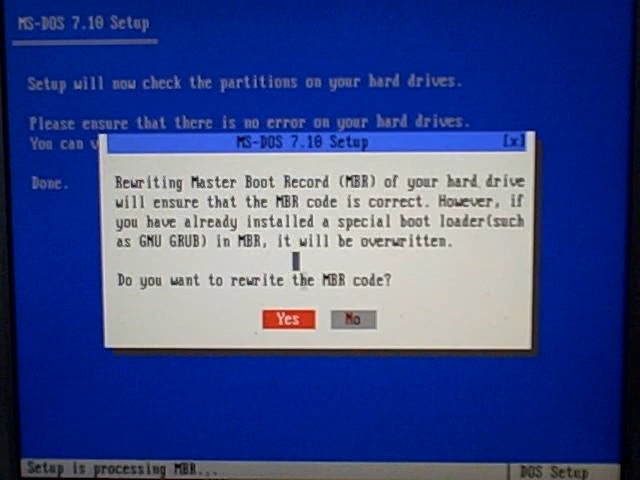 MS-DOS 7.10 Setup
Setup will now check the partitions on your hard drives.
Please ensure that there is no error on your hard drives.
You can v
MS-DOS 7.10 Setup [x]
Done.
Rewriting Master Boot Record (MBR) of your hard drive
will ensure that the MBR code is correct. However, if
you have already installed a special boot loader(such
as GNU GRUB) in MBR, it will be overwritten.
Do you want to rewrite the MBR code?
Yes No
Setup is processing MBR... DOS Setup